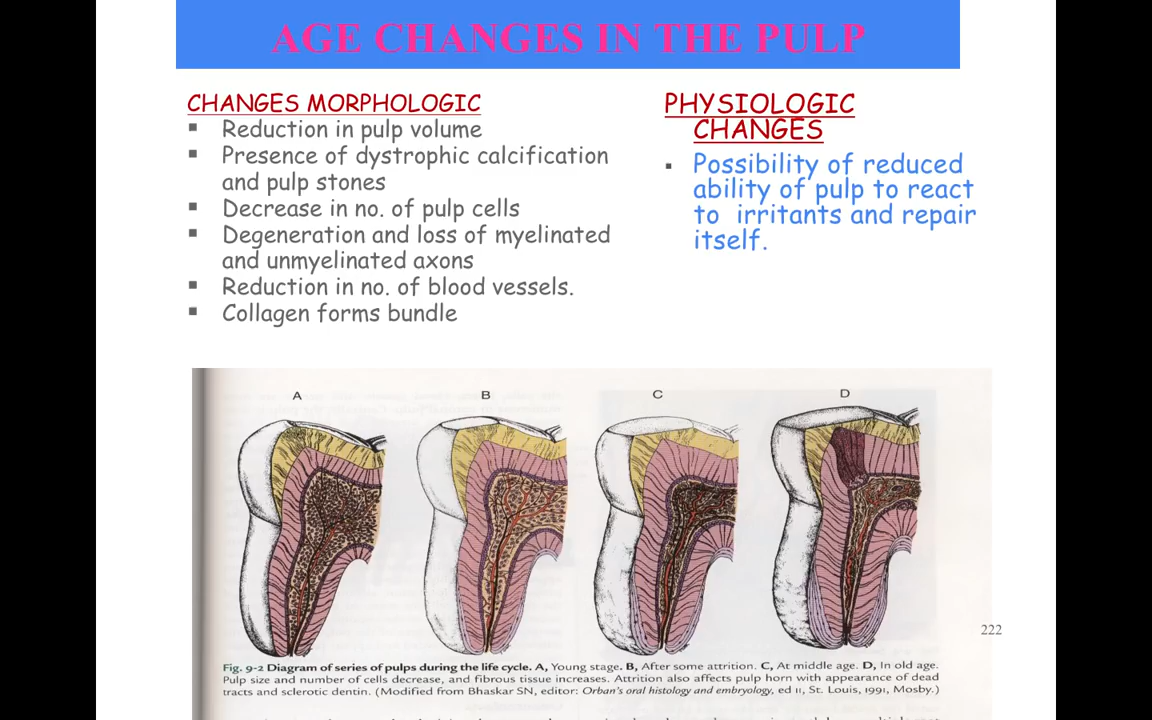 AGE CHANGES IN THE PULP
CHANGES MORPHOLOGIC
▪ Reduction in pulp volume
▪ Presence of dystrophic calcification
and pulp stones
▪ Decrease in no. of pulp cells
▪ Degeneration and loss of myelinated
and unmyelinated axons
▪ Reduction in no. of blood vessels.
▪ Collagen forms bundle
PHYSIOLOGIC
CHANGES
▪ Possibility of reduced
ability of pulp to react
to irritants and repair
itself.
A B C D
222
Fig. 9-2 Diagram of series of pulps during the life cycle. A, Young stage. B, After some attrition. C, At middle age. D, In old age.
Pulp size and number of cells decrease, and fibrous tissue increases. Attrition also affects pulp horn with appearance of dead
tracts and sclerotic dentin. (Modified from Bhaskar SN, editor: Orban's oral histology and embryology, ed 11, St. Louis, 1991, Mosby.)